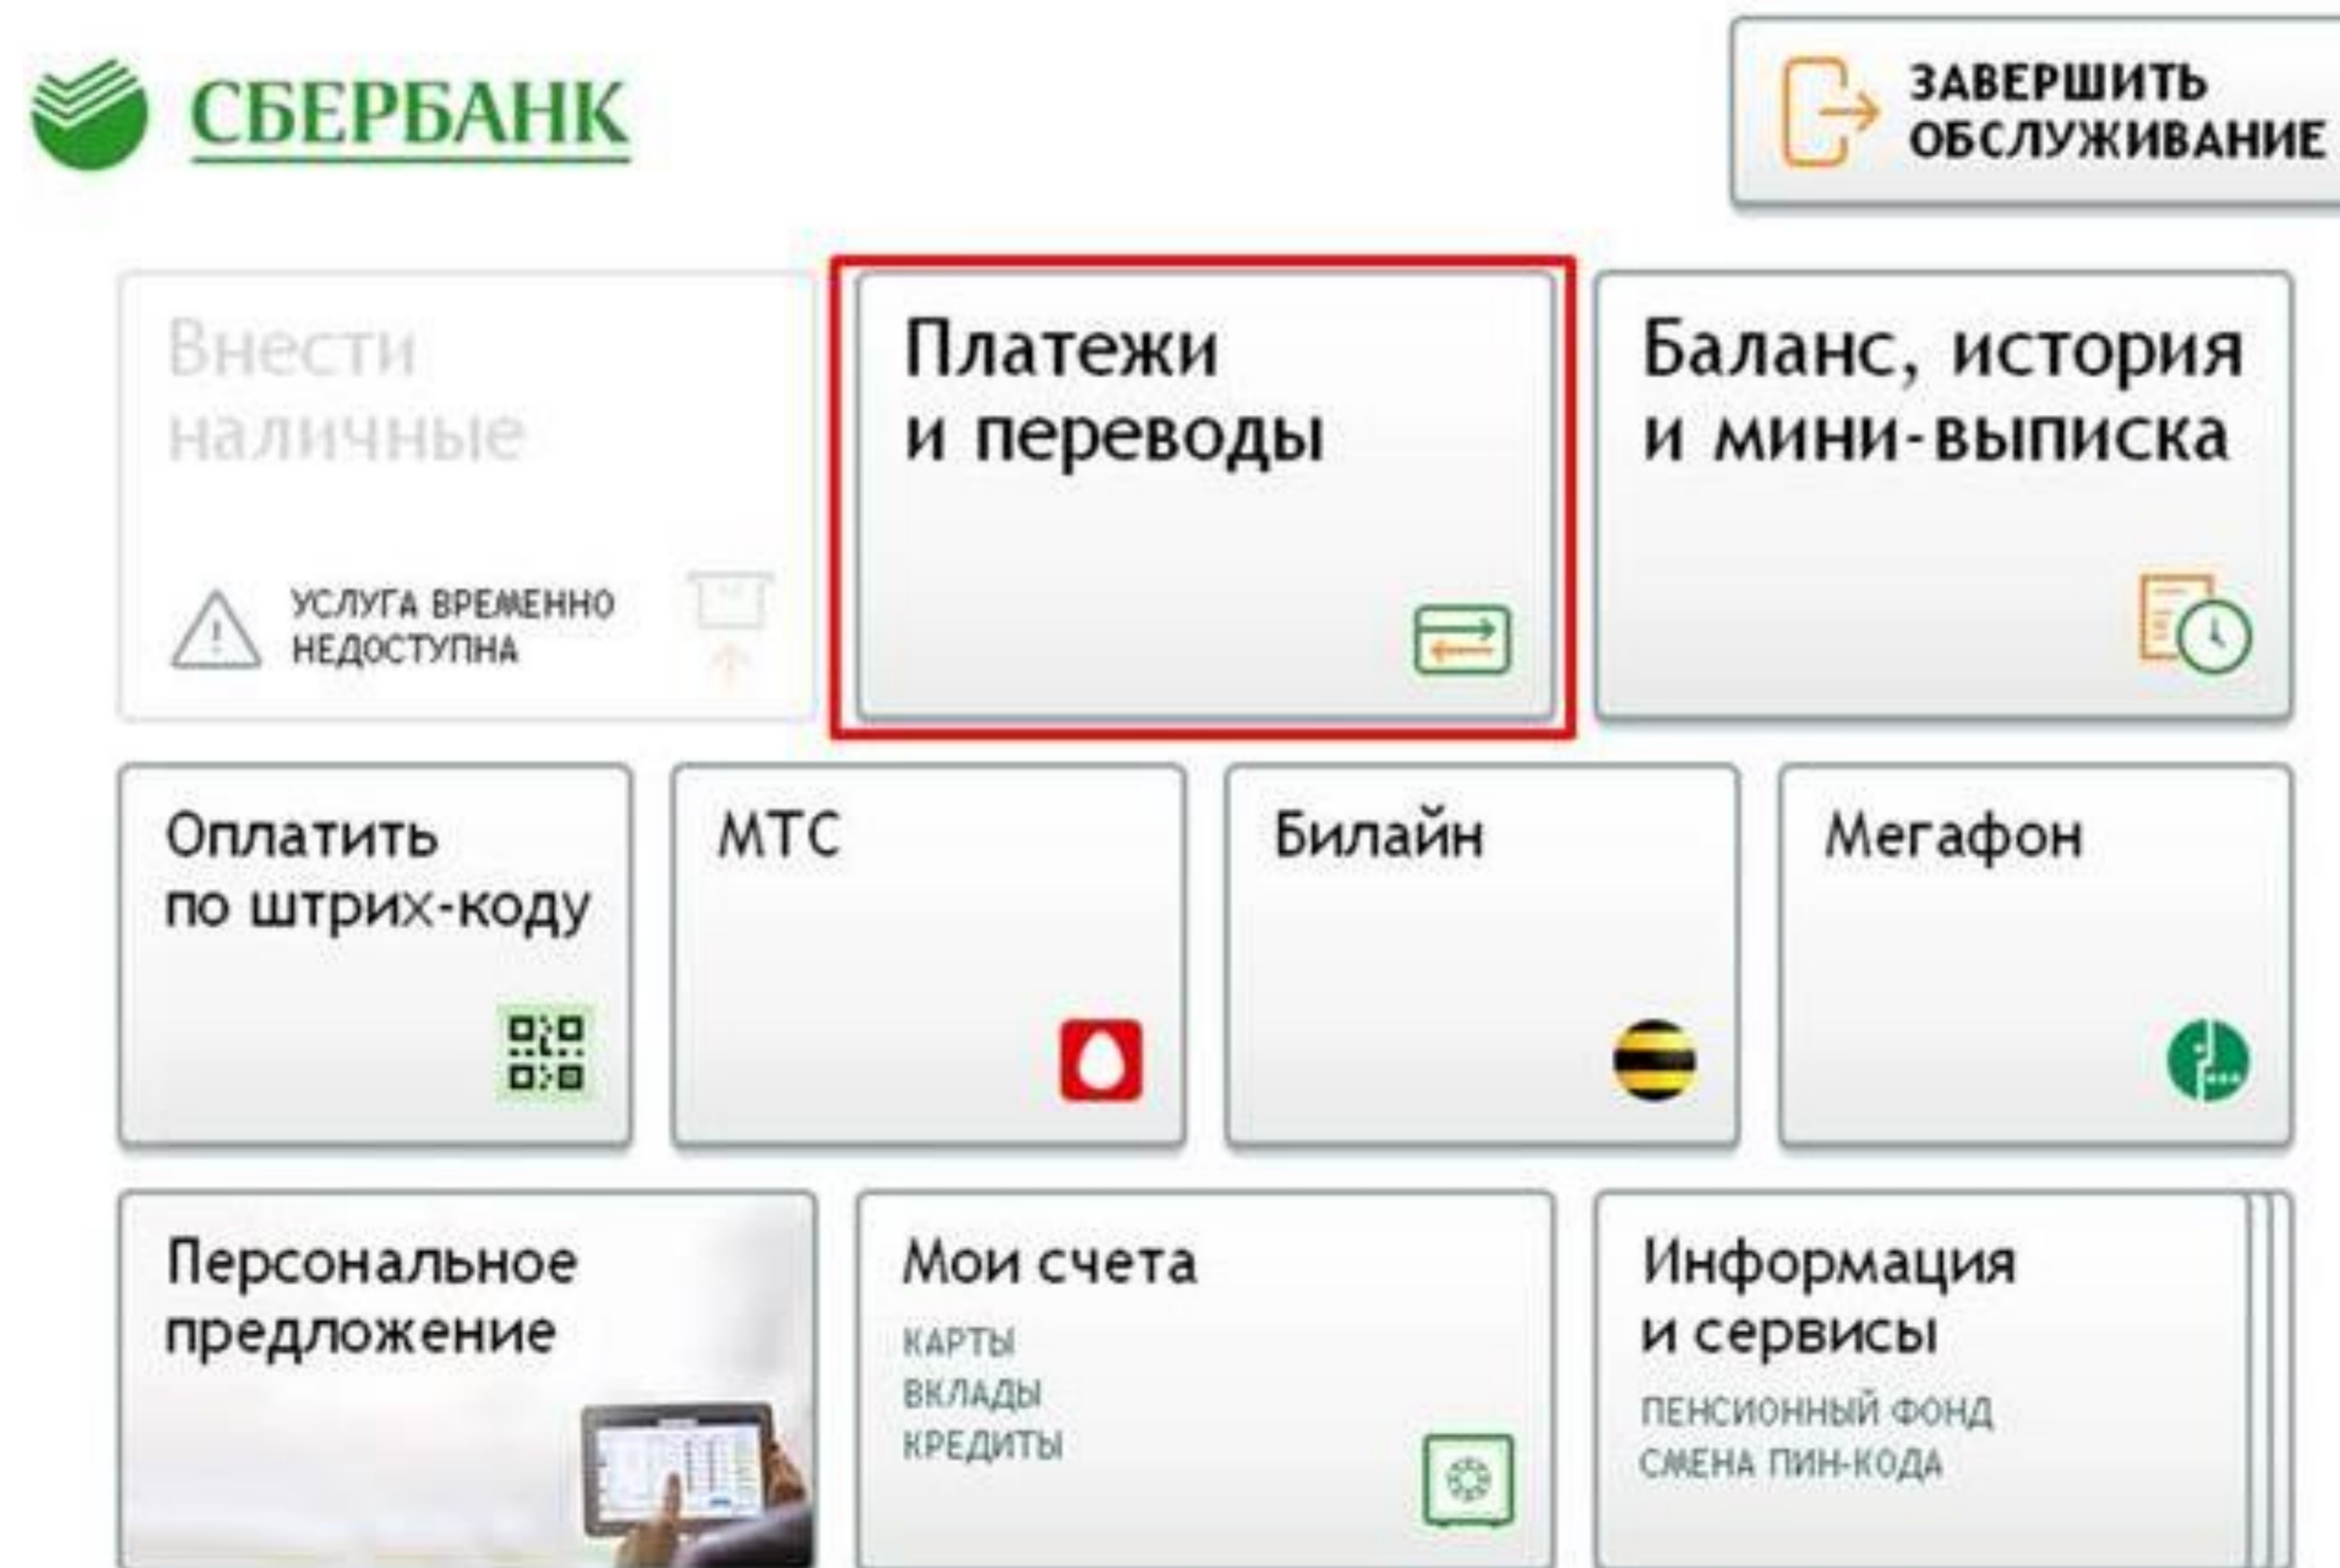 СБЕРБАНК
ЗАВЕРШИТЬ
ОБСЛУЖИВАНИЕ
Внести
наличные
УСЛУГА ВРЕМЕННО
НЕДОСТУПНА
Платежи
и переводы
Баланс, история
и мини-выписка
Оплатить
по штрих-коду
МТС
Билайн
Мегафон
Персональное
предложение
Мои счета
КАРТЫ
ВКЛАДЫ
КРЕДИТЫ
Информация
и сервисы
ПЕНСИОННЫЙ ФОНД
СМЕНА ПИН-КОДА